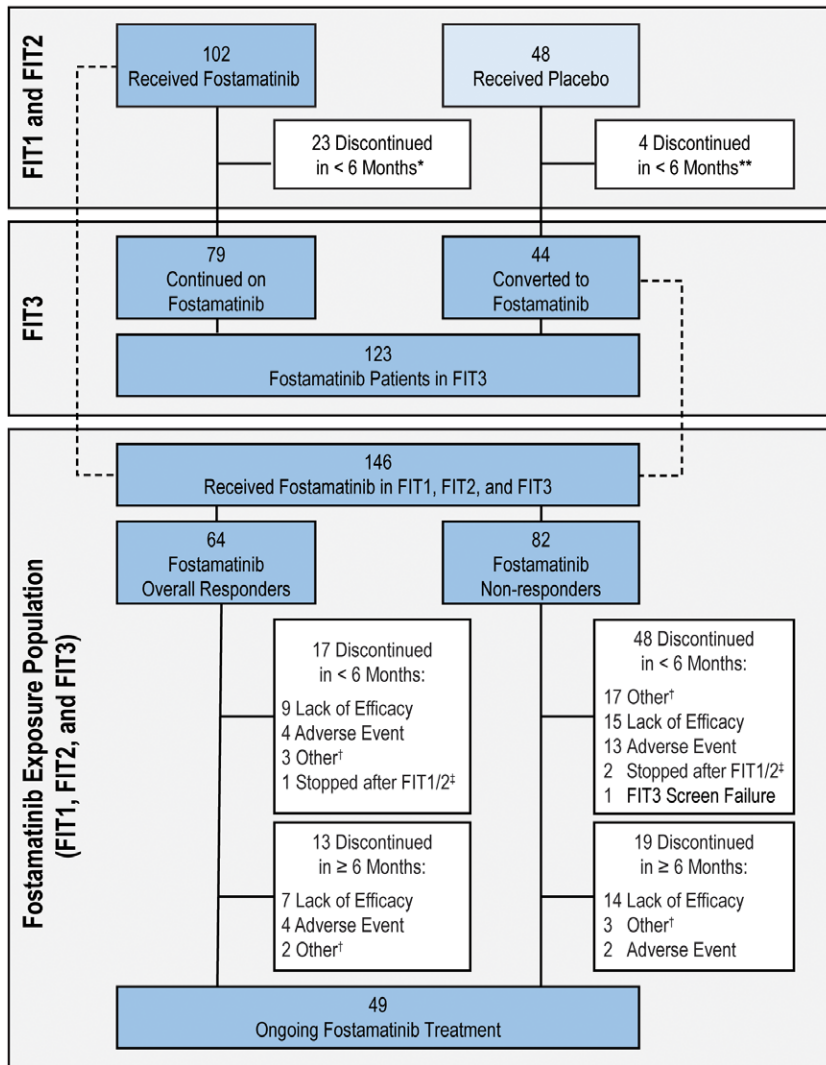 FIT1 and FIT2
102
Received Fostamatinib
48
Received Placebo
23 Discontinued
in < 6 Months*
4 Discontinued
in < 6 Months**
FIT3
79
Continued on
Fostamatinib
44
Converted to
Fostamatinib
123
Fostamatinib Patients in FIT3
Fostamatinib Exposure Population
(FIT1, FIT2, and FIT3)
146
Received Fostamatinib in FIT1, FIT2, and FIT3
64
Fostamatinib
Overall Responders
82
Fostamatinib
Non-responders
17 Discontinued
in < 6 Months:
9 Lack of Efficacy
4 Adverse Event
3 Other†
1 Stopped after FIT1/2‡
48 Discontinued
in < 6 Months:
17 Other†
15 Lack of Efficacy
13 Adverse Event
2 Stopped after FIT1/2‡
1 FIT3 Screen Failure
13 Discontinued
in ≥ 6 Months:
7 Lack of Efficacy
4 Adverse Event
2 Other†
19 Discontinued
in ≥ 6 Months:
14 Lack of Efficacy
3 Other†
2 Adverse Event
49
Ongoing Fostamatinib Treatment